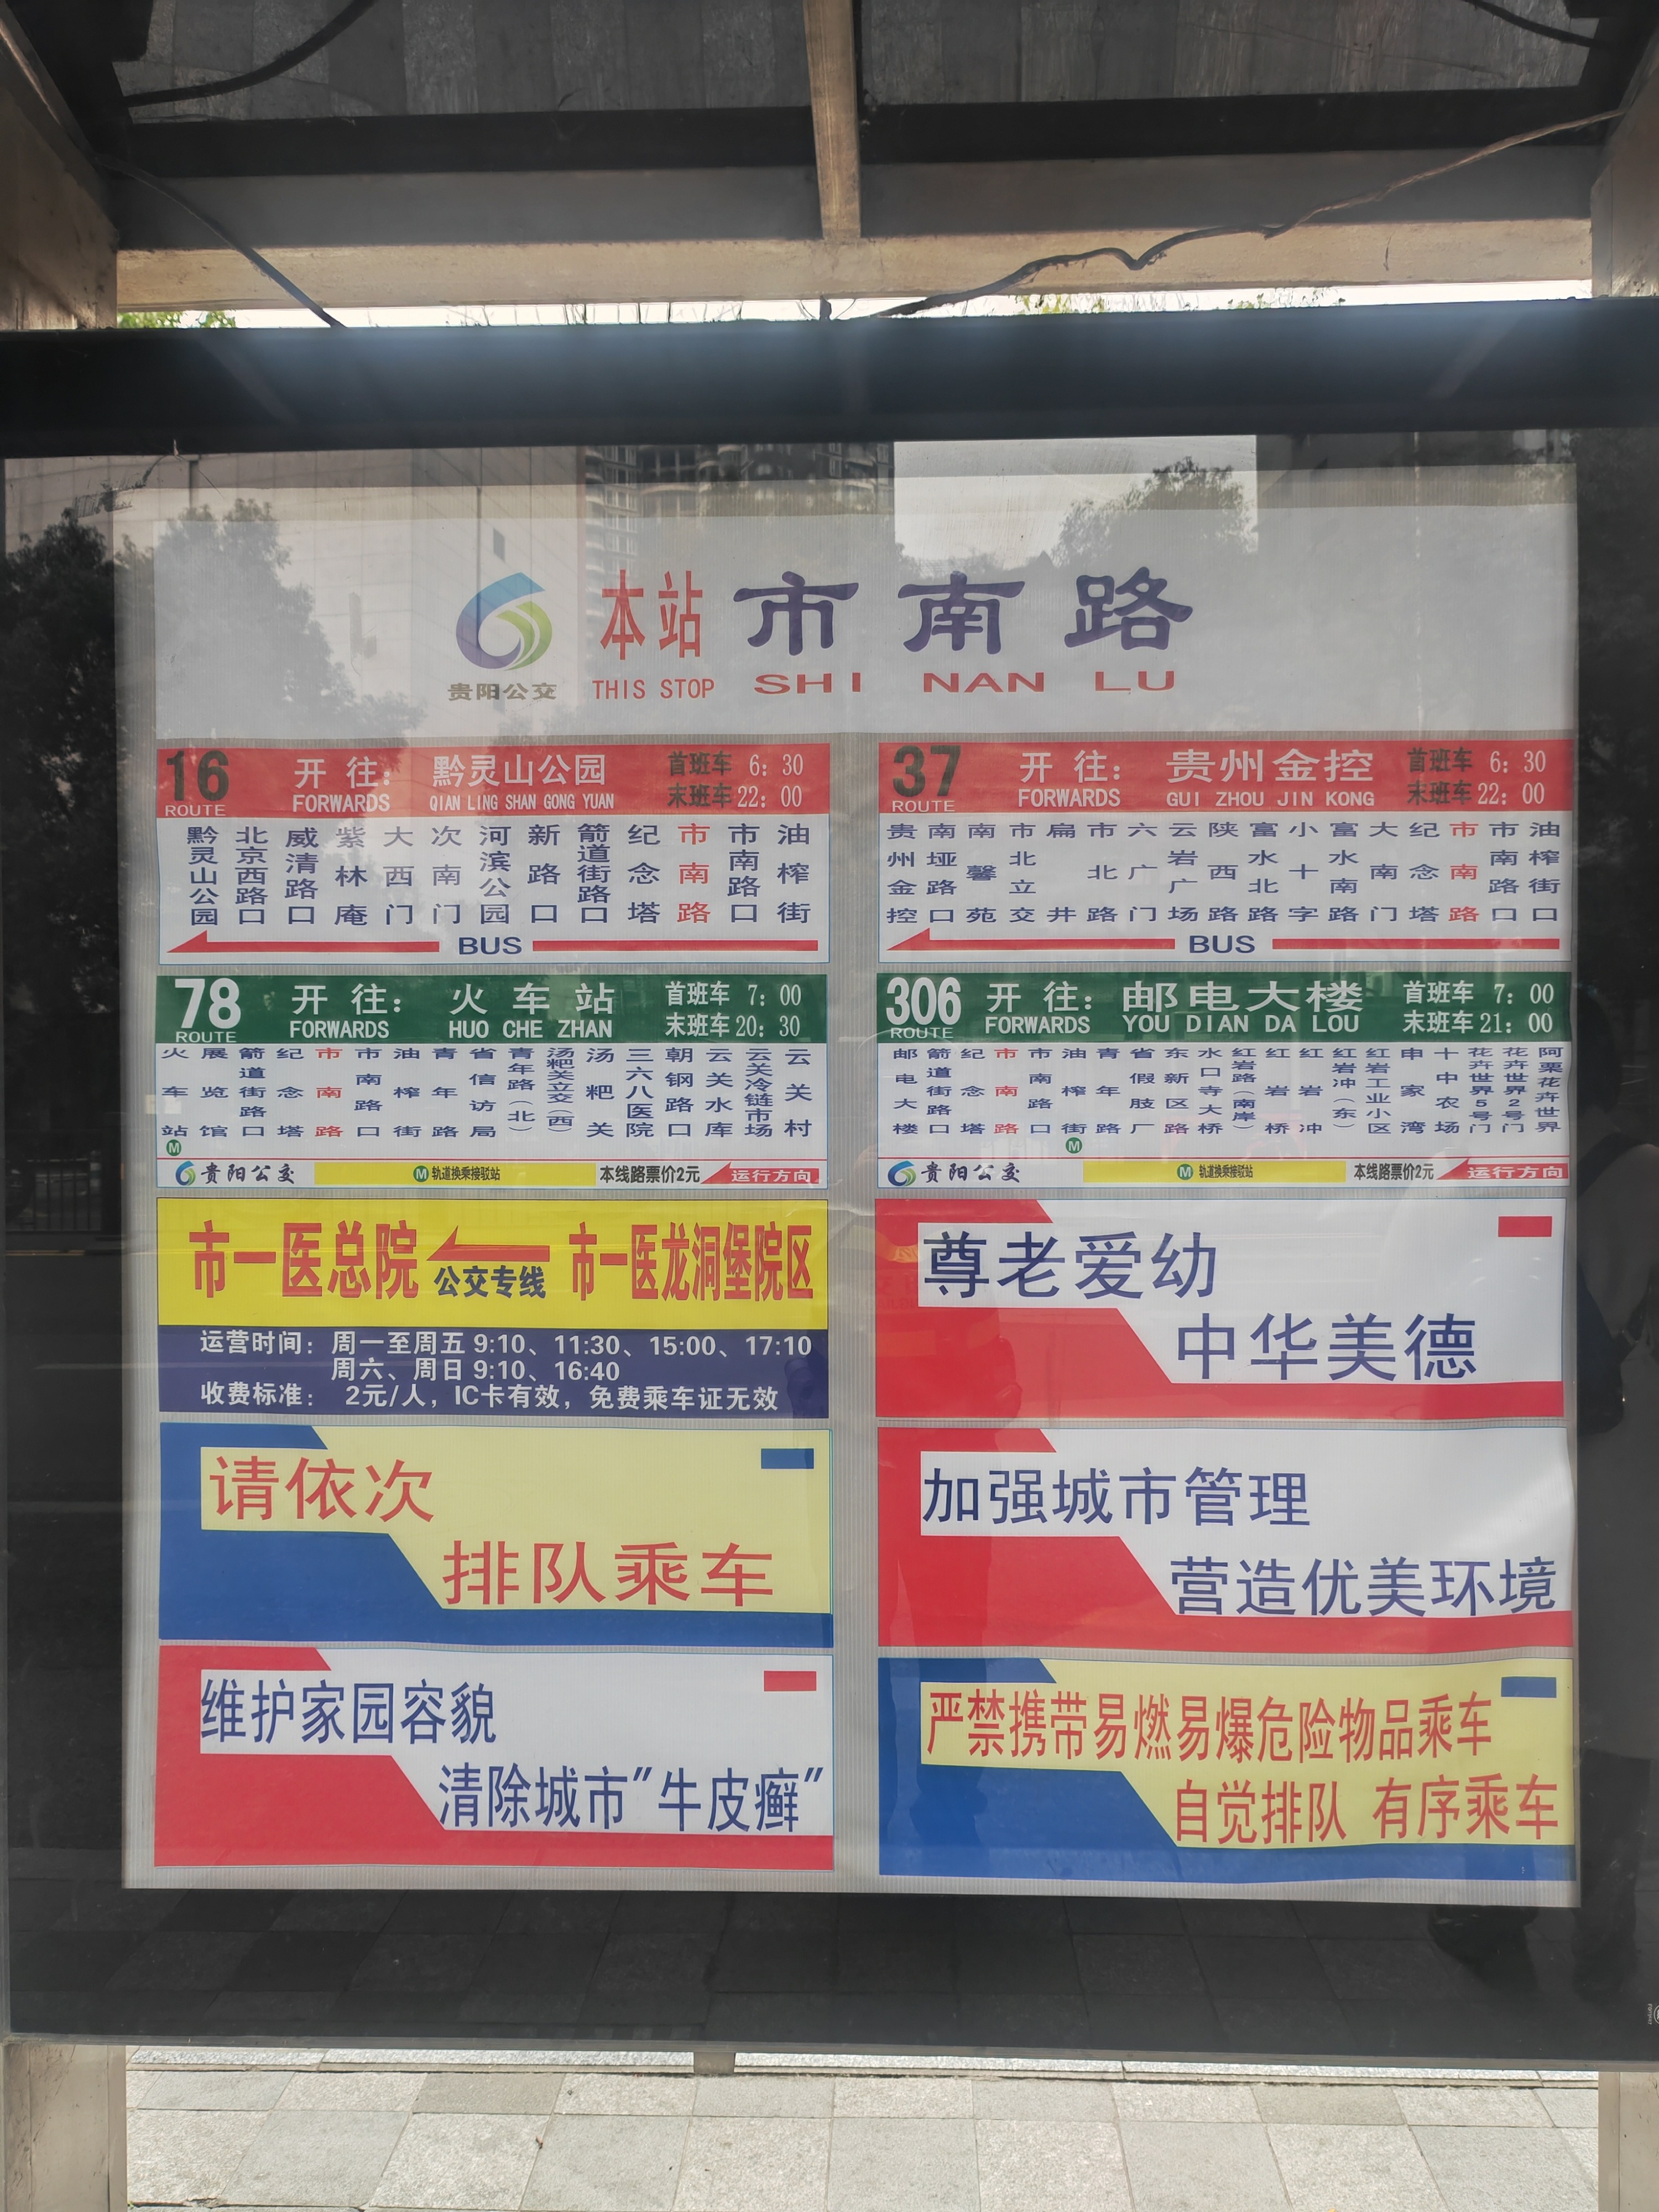 贵阳公交
本站 市南路
THIS STOP SHI NAN LU
16 开往: 黔灵山公园 首班车 6:30
ROUTE FORWARDS QIAN LING SHAN GONG YUAN 末班车 22:00
黔灵山公园 北京西路口 威清路口 紫林庵 大西门 次南门 河滨公园 新路口 箭道街路口 纪念塔 市南路 市南路口 油榨街
BUS
37 开往: 贵州金控 首班车 6:30
ROUTE FORWARDS GUI ZHOU JIN KONG 末班车 22:00
贵州金控 南垭路口 南馨苑 市北立交 扁井 市北路 六广门 云岩广场 陕西路 富水北路 小十字 富水南路 大南门 纪念塔 市南路 市南路口 油榨街口
BUS
78 开往: 火车站 首班车 7:00
ROUTE FORWARDS HUO CHE ZHAN 末班车 20:30
火车站 展览馆 箭道街路口 纪念塔 市南路 市南路口 油榨街 青年路 省信访局 青年路(北) 汤粑关立交(西) 汤粑关 三六八医院 朝钢路口 云关水库 云关冷链市场 云关村
M
贵阳公交 M 轨道换乘接驳站 本线路票价2元 运行方向
306 开往: 邮电大楼 首班车 7:00
ROUTE FORWARDS YOU DIAN DA LOU 末班车 21:00
邮电大楼 箭道街路口 纪念塔 市南路 市南路口 油榨街 青年路 省假肢厂 东新区路 水口寺大桥 红岩路(南岸) 红岩桥 红岩冲 红岩冲(东) 红岩工业小区 申家湾 十中农场 花卉世界5号门 花卉世界2号门 阿栗花卉世界
M
贵阳公交 M 轨道换乘接驳站 本线路票价2元 运行方向
市一医总院 公交专线 市一医龙洞堡院区
运营时间: 周一至周五 9:10、11:30、15:00、17:10
周六、周日 9:10、16:40
收费标准: 2元/人, IC卡有效, 免费乘车证无效
尊老爱幼
中华美德
请依次
排队乘车
加强城市管理
营造优美环境
维护家园容貌
清除城市"牛皮癣"
严禁携带易燃易爆危险物品乘车
自觉排队 有序乘车